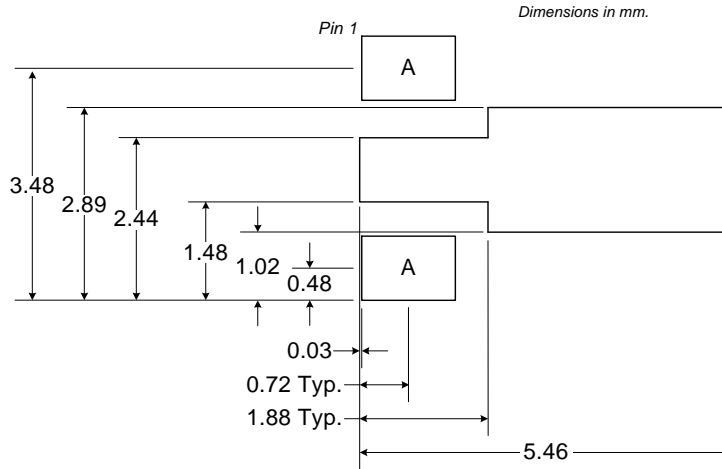 Dimensions in mm.
Pin 1
A
3.48
2.89
2.44
1.48
1.02
0.48
A
0.03
0.72 Typ.
1.88 Typ.
5.46